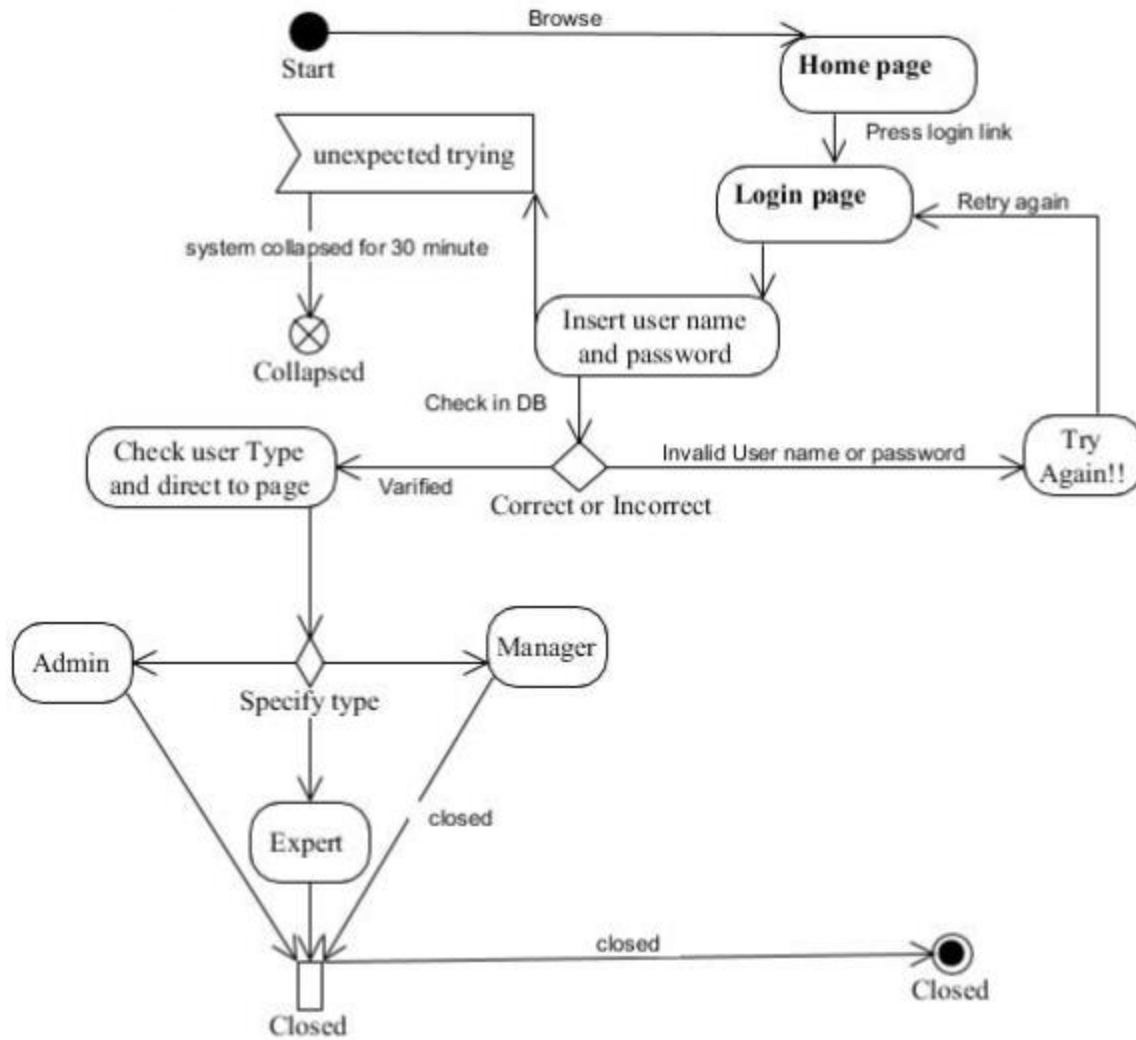 Browse
Start
Home page
Press login link
unexpected trying
Login page
Retry again
system collapsed for 30 minute
Insert user name
and password
Collapsed
Check in DB
Check user Type
and direct to page
Varified
Correct or Incorrect
Invalid User name or password
Try
Again!!
Admin
Manager
Specify type
Expert
closed
closed
Closed
Closed